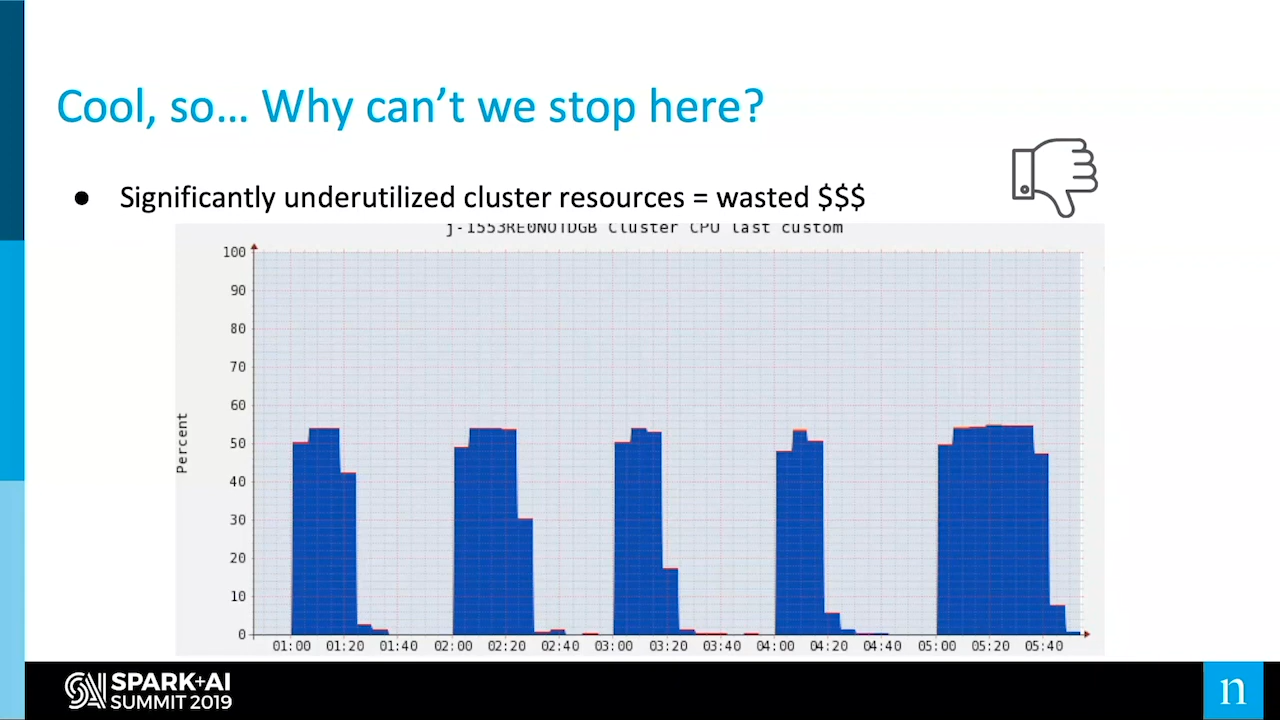 Cool, so… Why can't we stop here?
● Significantly underutilized cluster resources = wasted $$$
Cluster CPU last custom
100
90
80
70
60
50
40
30
20
10
0
Percent
01:00 01:20 01:40 02:00 02:20 02:40 03:00 03:20 03:40 04:00 04:20 04:40 05:00 05:20 05:40
SPARK+AI
SUMMIT 2019
n